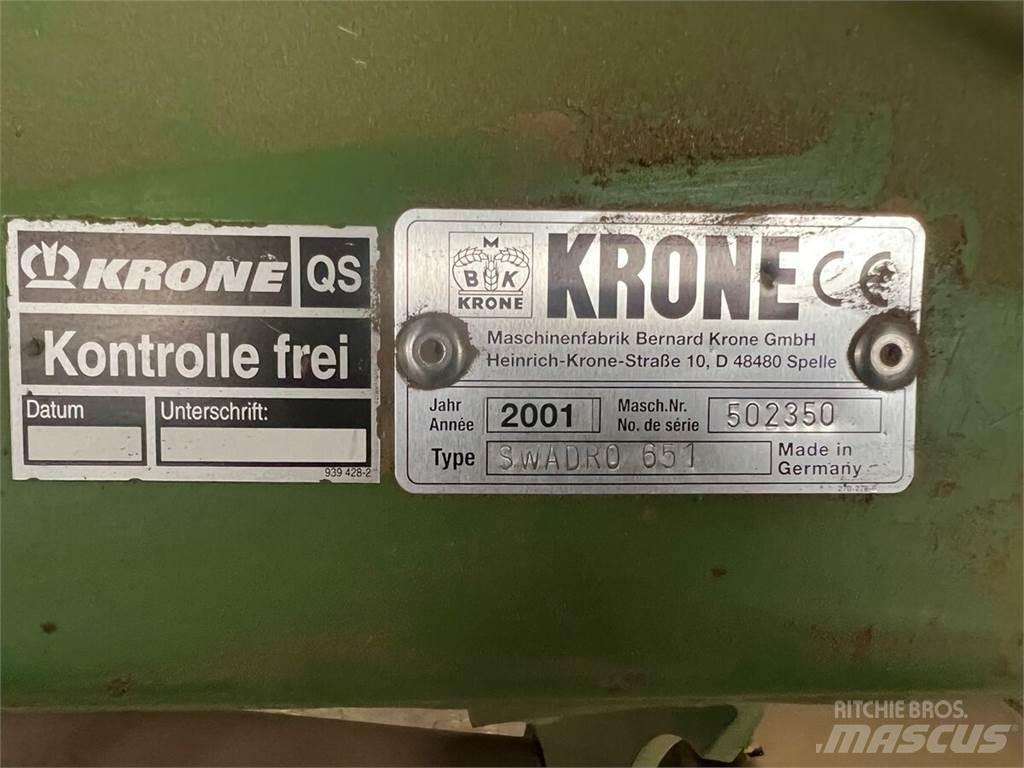 KRONE QS
Kontrolle frei
Datum Unterschrift:
939 428-2
M
B K
KRONE
KRONE CE
Maschinenfabrik Bernard Krone GmbH
Heinrich-Krone-Straße 10, D 48480 Spelle
Jahr
Année
2001
Masch.Nr.
No. de série
502350
Type SWADRO 651
Made in
Germany
RITCHIE BROS.
MASCUS